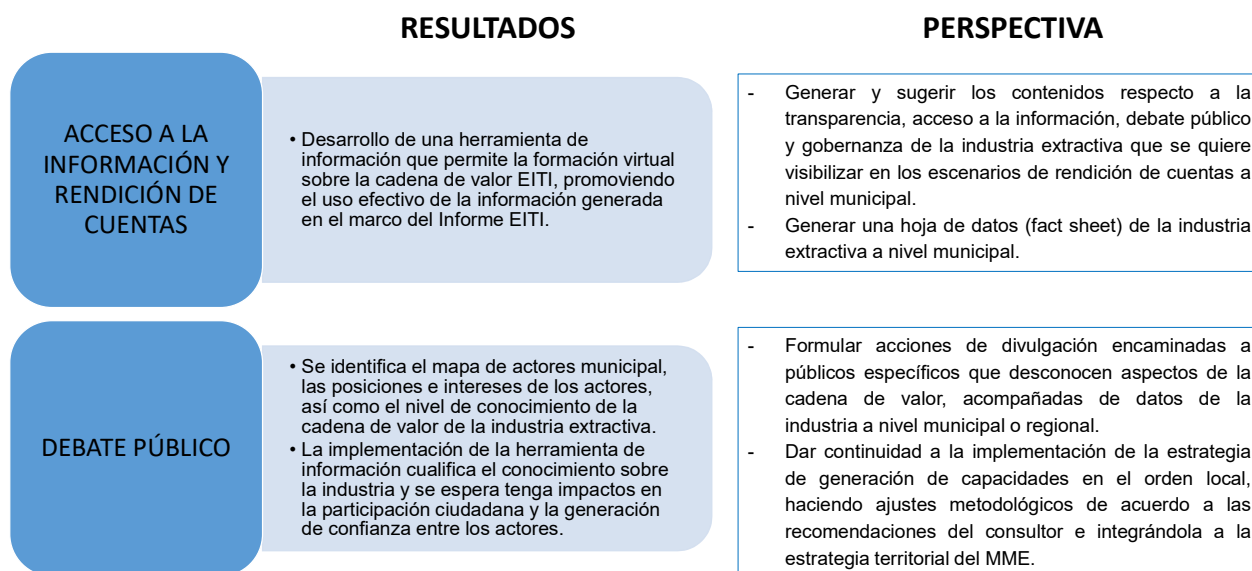 RESULTADOS
PERSPECTIVA
ACCESO A LA
INFORMACIÓN Y
RENDICIÓN DE
CUENTAS
• Desarrollo de una herramienta de
información que permite la formación virtual
sobre la cadena de valor EITI, promoviendo
el uso efectivo de la información generada
en el marco del Informe EITI.
- Generar y sugerir los contenidos respecto a la
transparencia, acceso a la información, debate público
y gobernanza de la industria extractiva que se quiere
visibilizar en los escenarios de rendición de cuentas a
nivel municipal.
- Generar una hoja de datos (fact sheet) de la industria
extractiva a nivel municipal.
DEBATE PÚBLICO
• Se identifica el mapa de actores municipal,
las posiciones e intereses de los actores,
así como el nivel de conocimiento de la
cadena de valor de la industria extractiva.
• La implementación de la herramienta de
información cualifica el conocimiento sobre
la industria y se espera tenga impactos en
la participación ciudadana y la generación
de confianza entre los actores.
- Formular acciones de divulgación encaminadas a
públicos específicos que desconocen aspectos de la
cadena de valor, acompañadas de datos de la
industria a nivel municipal o regional.
- Dar continuidad a la implementación de la estrategia
de generación de capacidades en el orden local,
haciendo ajustes metodológicos de acuerdo a las
recomendaciones del consultor e integrándola a la
estrategia territorial del MME.